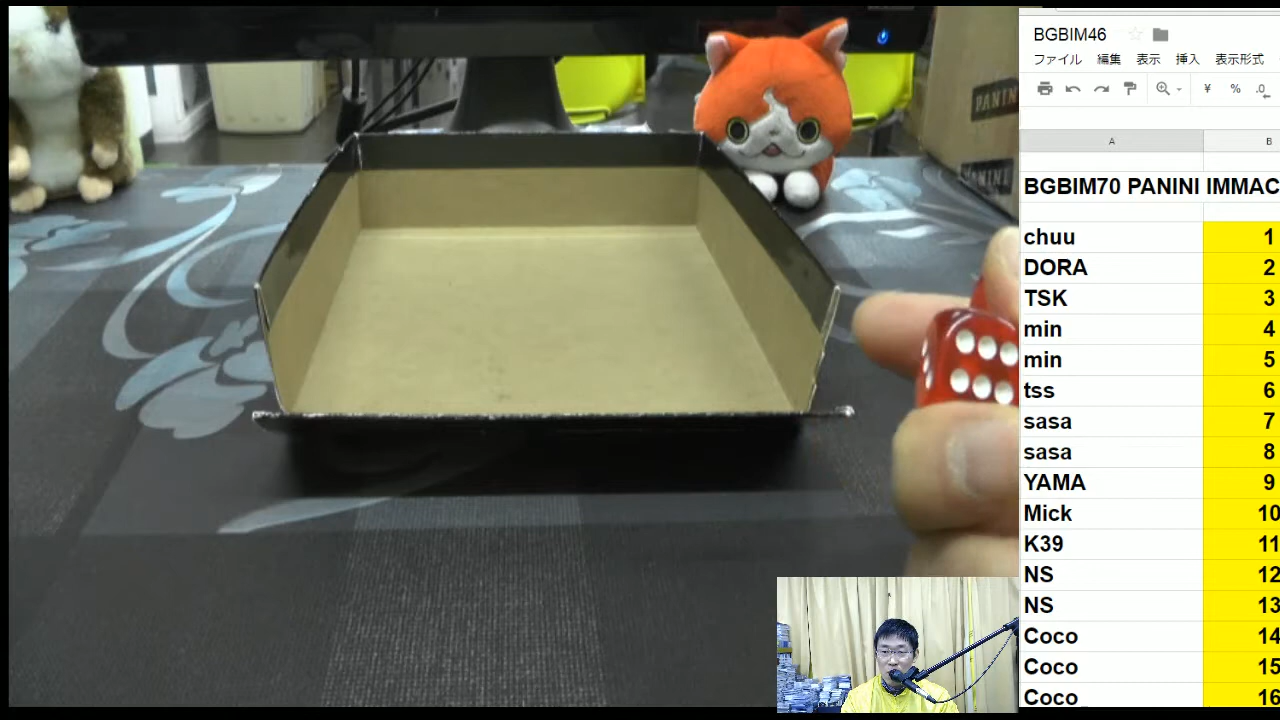 BGBIM46
ファイル 編集 表示 挿入 表示形式
¥ % .0
A B
BGBIM70 PANINI IMMAC
chuu 1
DORA 2
TSK 3
min 4
min 5
tss 6
sasa 7
sasa 8
YAMA 9
Mick 10
K39 11
NS 12
NS 13
Coco 14
Coco 15
Coco 16
PANINI
PANINI